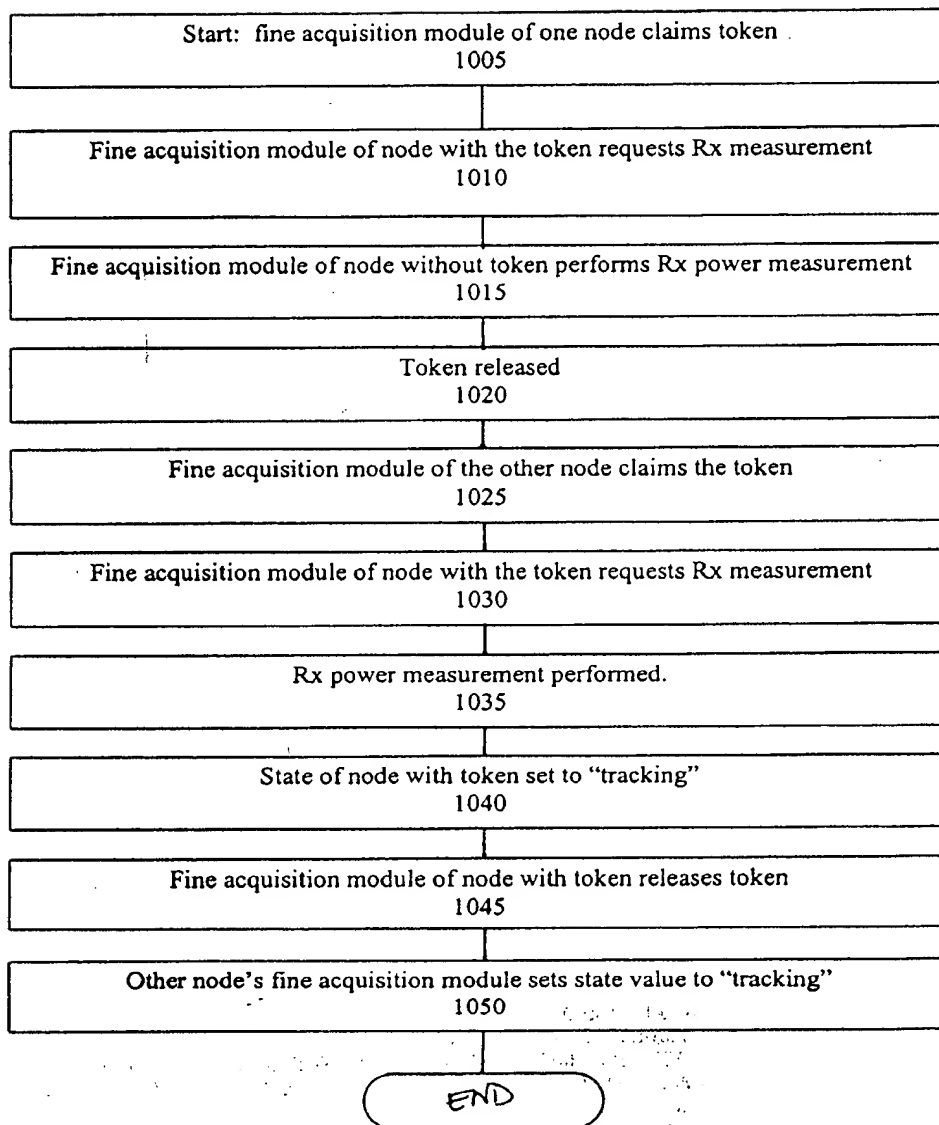 Start: fine acquisition module of one node claims token
1005
Fine acquisition module of node with the token requests Rx measurement
1010
Fine acquisition module of node without token performs Rx power measurement
1015
Token released
1020
Fine acquisition module of the other node claims the token
1025
Fine acquisition module of node with the token requests Rx measurement
1030
Rx power measurement performed.
1035
State of node with token set to “tracking”
1040
Fine acquisition module of node with token releases token
1045
Other node’s fine acquisition module sets state value to “tracking”
1050
END